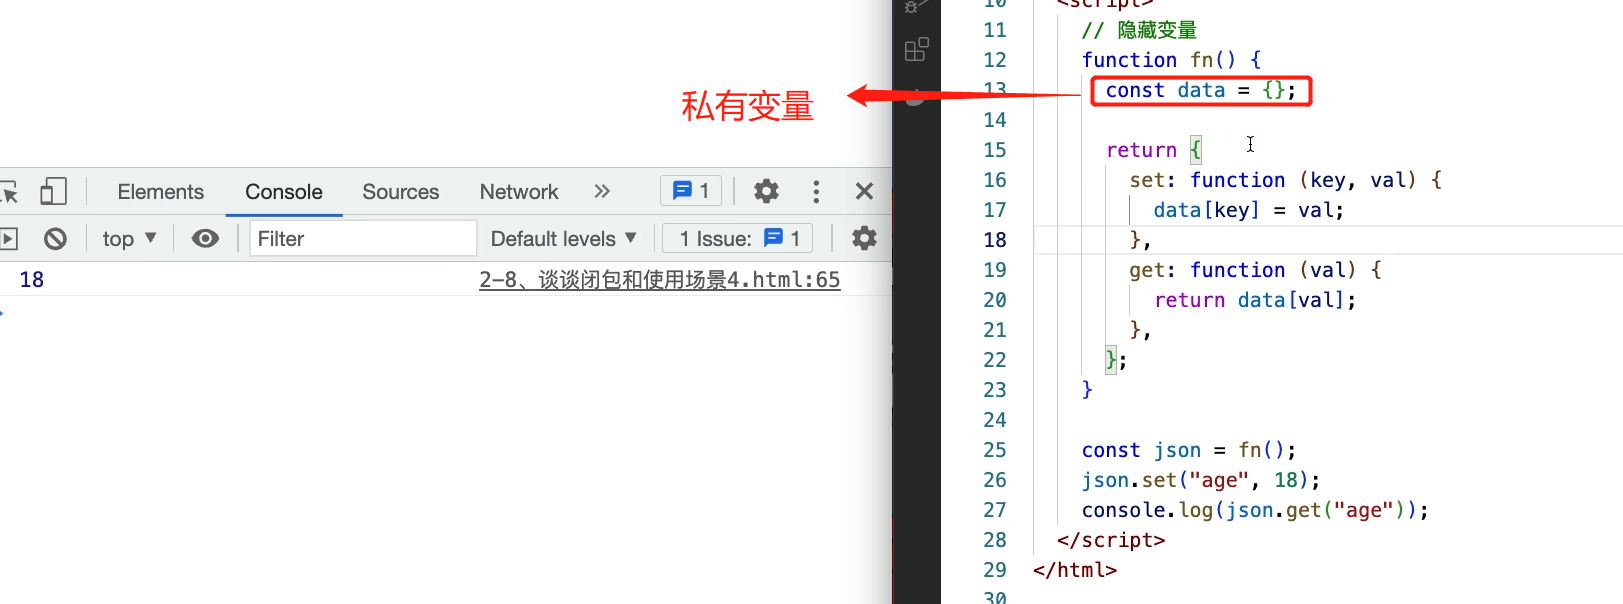 私有变量
Elements Console Sources Network » 1
top ▼ Filter Default levels ▼ 1 Issue: 1
18 2-8、谈谈闭包和使用场景4.html:65
10 <script>
11 // 隐藏变量
12 function fn() {
13 const data = {};
14
15 return {
16 set: function (key, val) {
17 data[key] = val;
18 },
19 get: function (val) {
20 return data[val];
21 },
22 };
23 }
24
25 const json = fn();
26 json.set("age", 18);
27 console.log(json.get("age"));
28 </script>
29 </html>
30